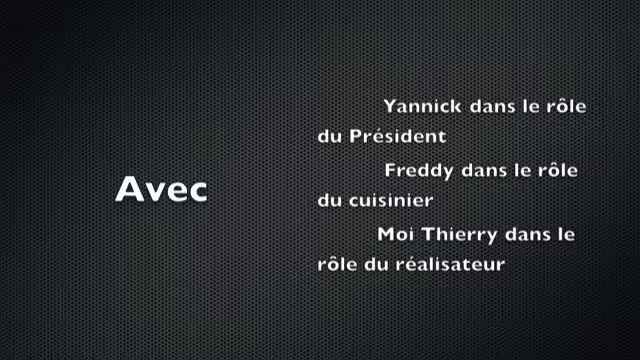 Avec
Yannick dans le rôle
du Président
Freddy dans le rôle
du cuisinier
Moi Thierry dans le
rôle du réalisateur